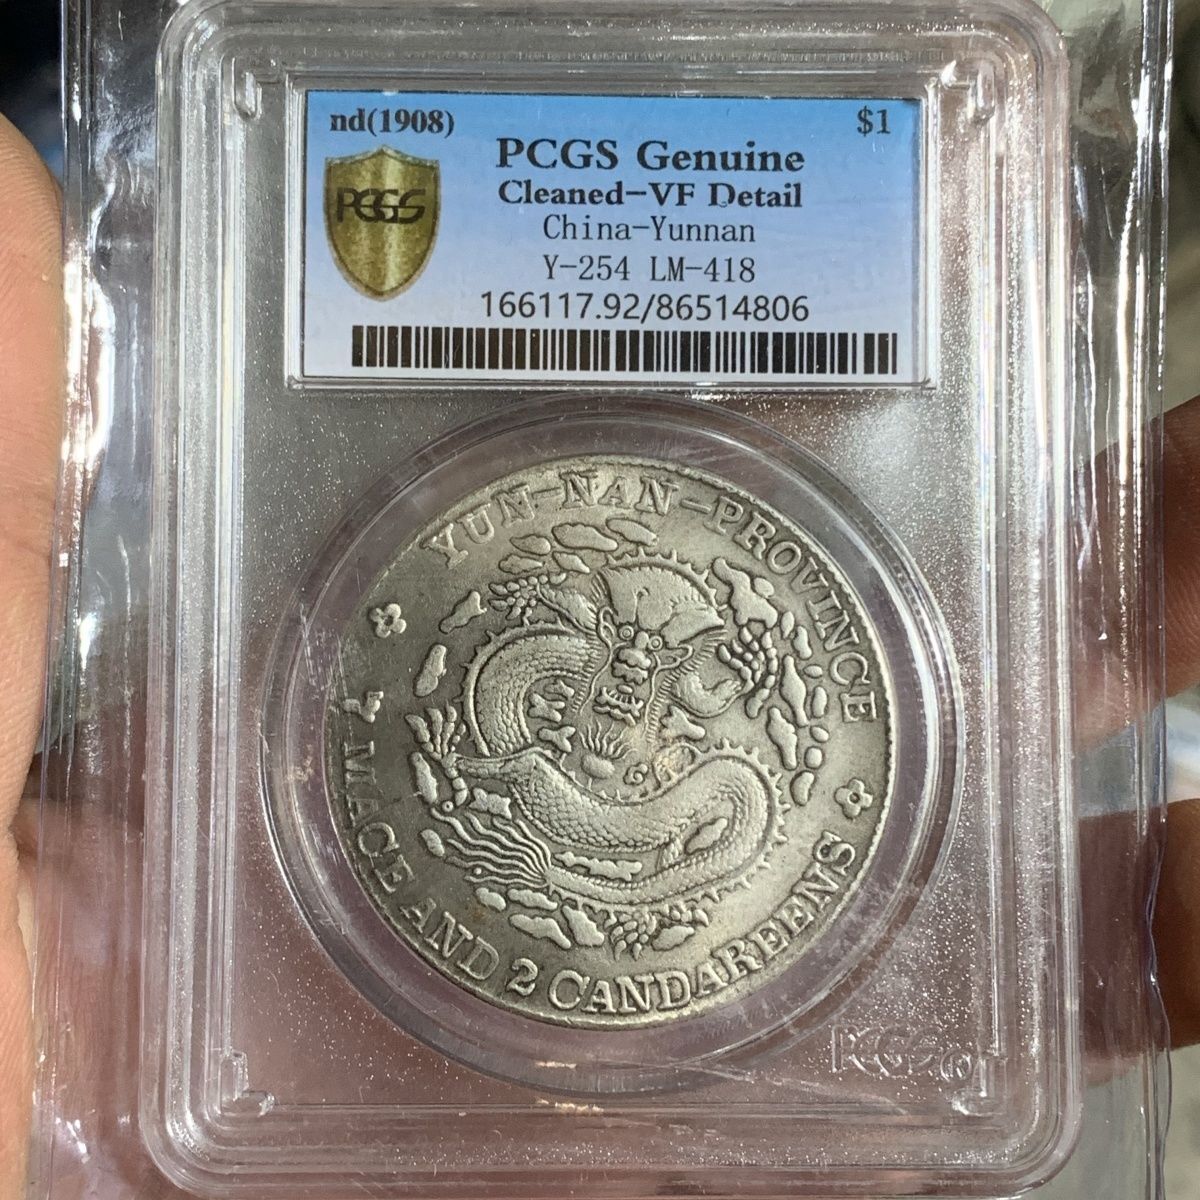 nd(1908) $1
PCGS Genuine
PCGS
Cleaned-VF Detail
China-Yunnan
Y-254 LM-418
166117.92/86514806
YUN-NAN-PROVINCE
7 MACE AND 2 CANDAREENS
PCGS®